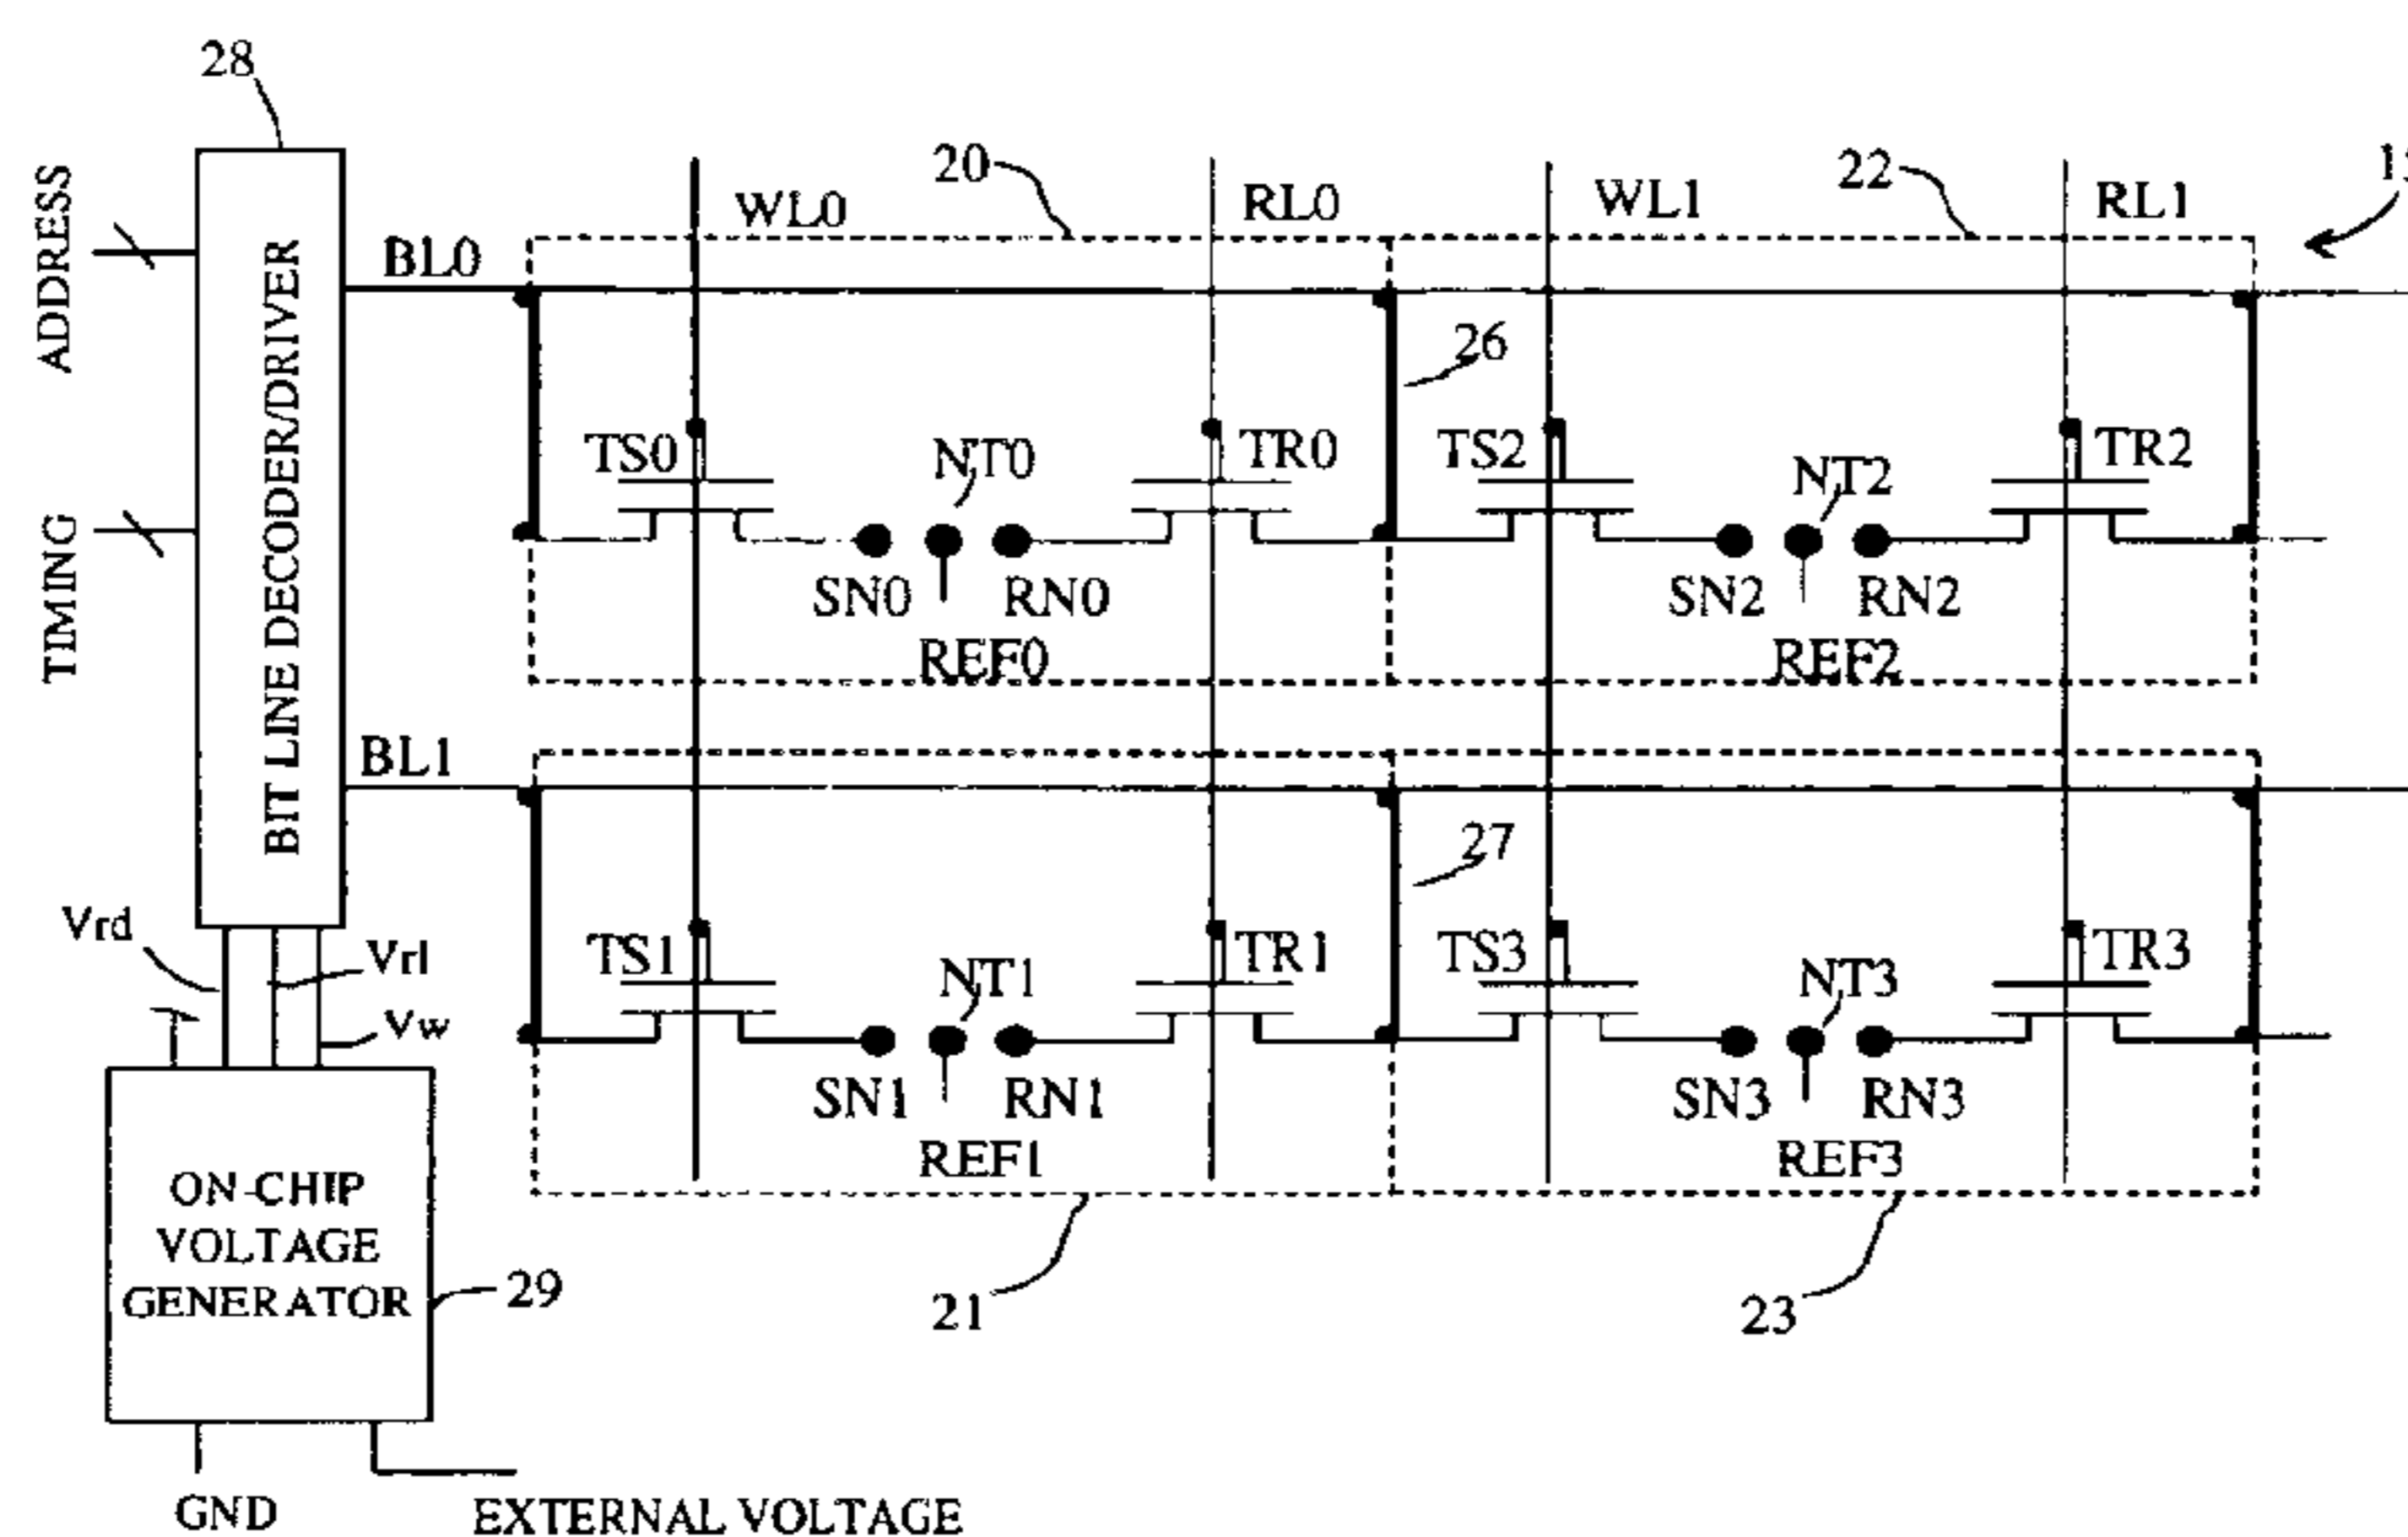 28
20
22
ADDRESS
WL0
RL0
WL1
RL1
BL0
26
BIT LINE DECODER/DRIVER
TS0
NT0
TR0
TS2
NT2
TR2
TIMING
SN0
RN0
SN2
RN2
REF0
REF2
BL1
27
Vrd
Vrl
Vw
TS1
NT1
TR1
TS3
NT3
TR3
SN1
RN1
SN3
RN3
REF1
REF3
ON-CHIP
VOLTAGE
GENERATOR
29
21
23
GND
EXTERNAL VOLTAGE